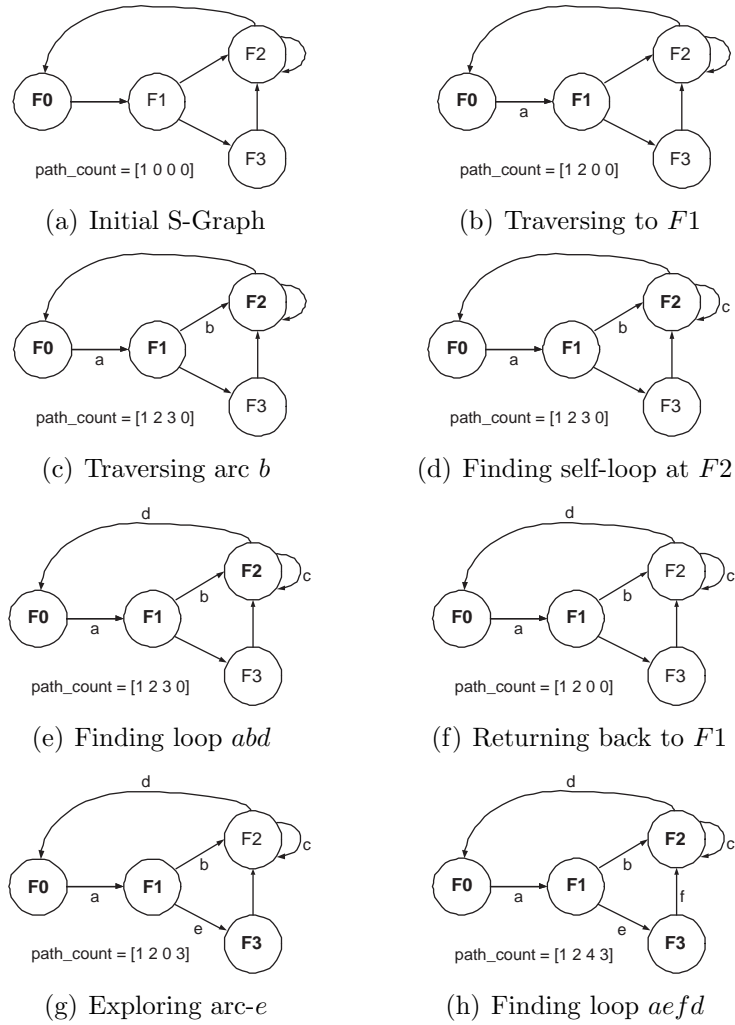 F2
F0
F1
F3
path_count = [1 0 0 0]
(a) Initial S-Graph
F2
F0
F1
a
F3
path_count = [1 2 0 0]
(b) Traversing to F1
F2
b
F0
F1
a
F3
path_count = [1 2 3 0]
(c) Traversing arc b
F2
c
b
F0
F1
a
F3
path_count = [1 2 3 0]
(d) Finding self-loop at F2
d
F2
c
b
F0
F1
a
F3
path_count = [1 2 3 0]
(e) Finding loop abd
d
F2
c
b
F0
F1
a
F3
path_count = [1 2 0 0]
(f) Returning back to F1
d
F2
c
b
F0
F1
a
e
F3
path_count = [1 2 0 3]
(g) Exploring arc-e
d
F2
c
b
F0
F1
a
f
e
F3
path_count = [1 2 4 3]
(h) Finding loop aefd